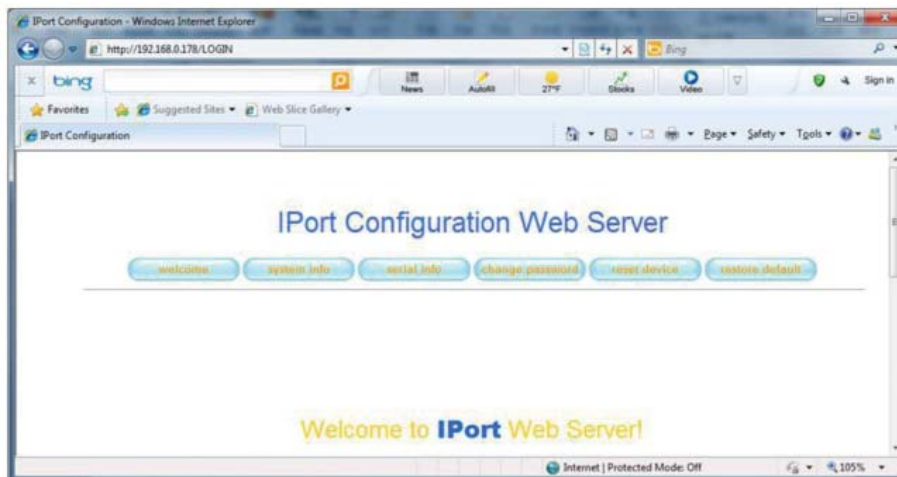 IPort Configuration - Windows Internet Explorer
http://192.168.0.178/LOGIN
Bing
x bing News Autofill 27°F Stocks Video Sign in
Favorites Suggested Sites Web Slice Gallery
IPort Configuration Page Safety Tools
IPort Configuration Web Server
welcome system info serial info change password reset device restore default
Welcome to IPort Web Server!
Internet | Protected Mode: Off 105%